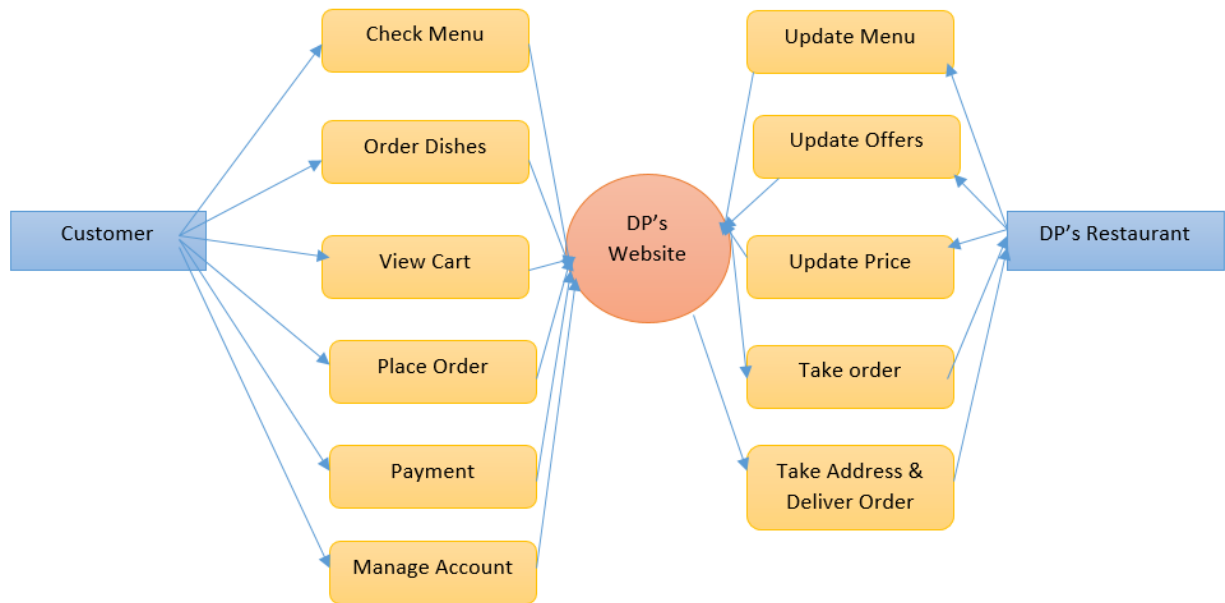 Check Menu
Order Dishes
Customer
View Cart
Place Order
Payment
Manage Account
DP’s
Website
Update Menu
Update Offers
DP’s Restaurant
Update Price
Take order
Take Address &
Deliver Order